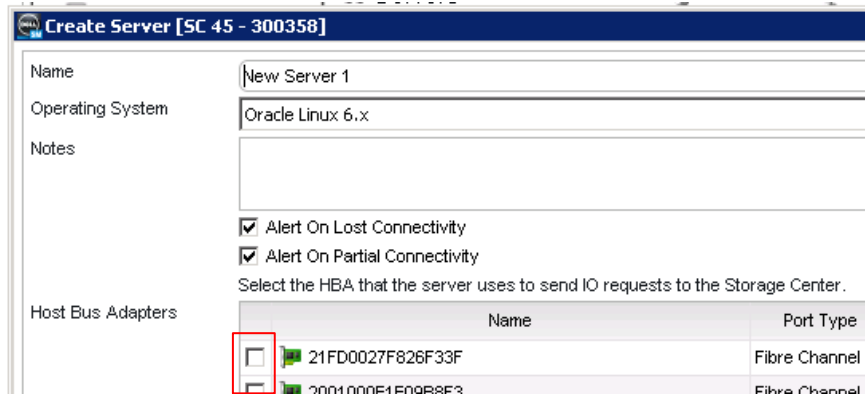 Create Server [SC 45 - 300358]
Name New Server 1
Operating System Oracle Linux 6.x
Notes
Alert On Lost Connectivity
Alert On Partial Connectivity
Select the HBA that the server uses to send IO requests to the Storage Center.
Host Bus Adapters
Name Port Type
21FD0027F826F33F Fibre Channel
2001000E1E09B8F3 Fibre Channel